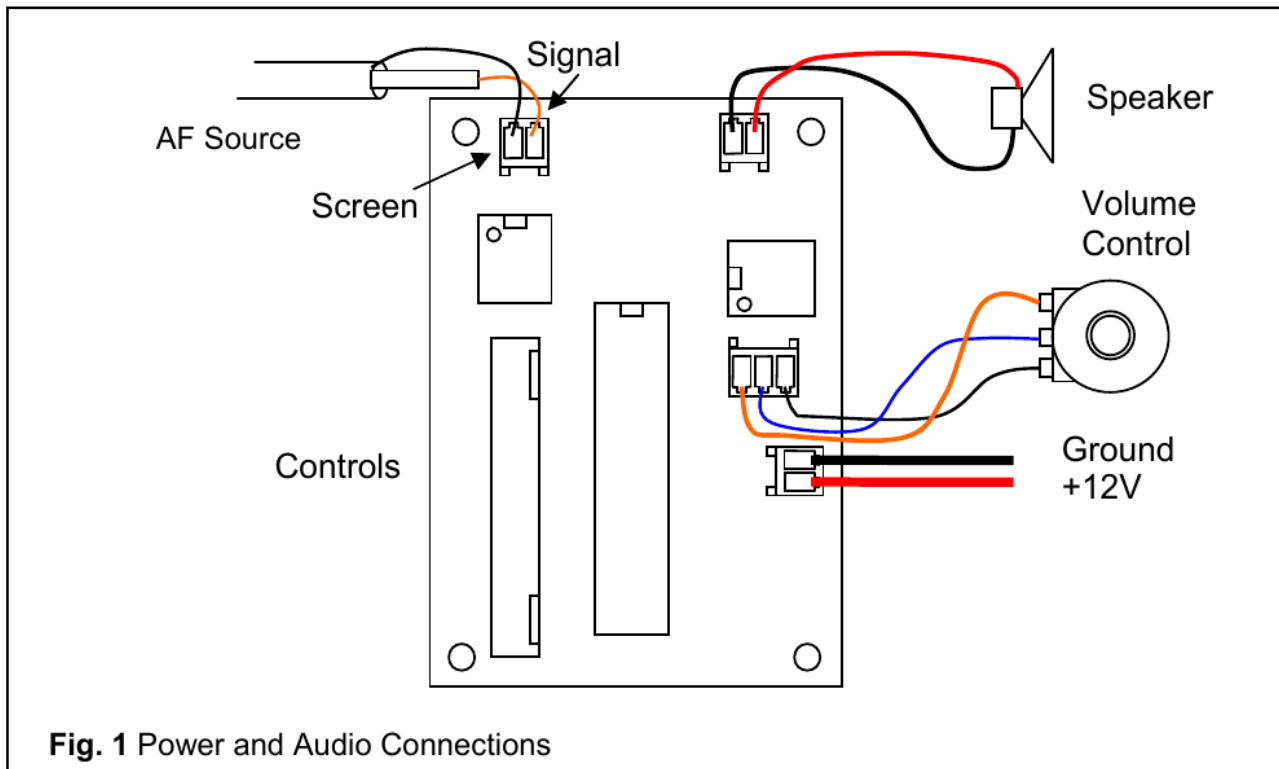 Signal
AF Source
Screen
Speaker
Volume
Control
Controls
Ground
+12V
Fig. 1 Power and Audio Connections